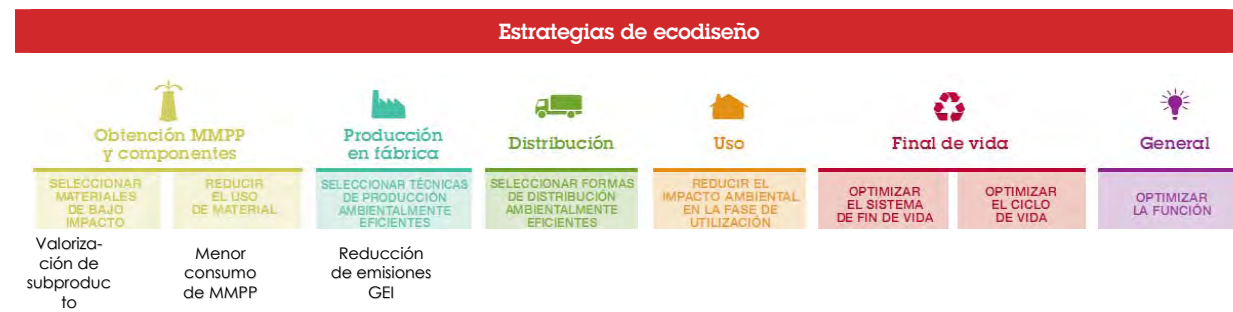 Estrategias de ecodiseño
Obtención MMPP
y componentes
Producción
en fábrica
Distribución
Uso
Final de vida
General
SELECCIONAR
MATERIALES
DE BAJO
IMPACTO
REDUCIR
EL USO
DE MATERIAL
SELECCIONAR TÉCNICAS
DE PRODUCCIÓN
AMBIENTALMENTE
EFICIENTES
SELECCIONAR FORMAS
DE DISTRIBUCIÓN
AMBIENTALMENTE
EFICIENTES
REDUCIR EL
IMPACTO AMBIENTAL
EN LA FASE DE
UTILIZACIÓN
OPTIMIZAR
EL SISTEMA
DE FIN DE VIDA
OPTIMIZAR
EL CICLO
DE VIDA
OPTIMIZAR
LA FUNCIÓN
Valoriza-
ción de
subproduc
to
Menor
consumo
de MMPP
Reducción
de emisiones
GEI